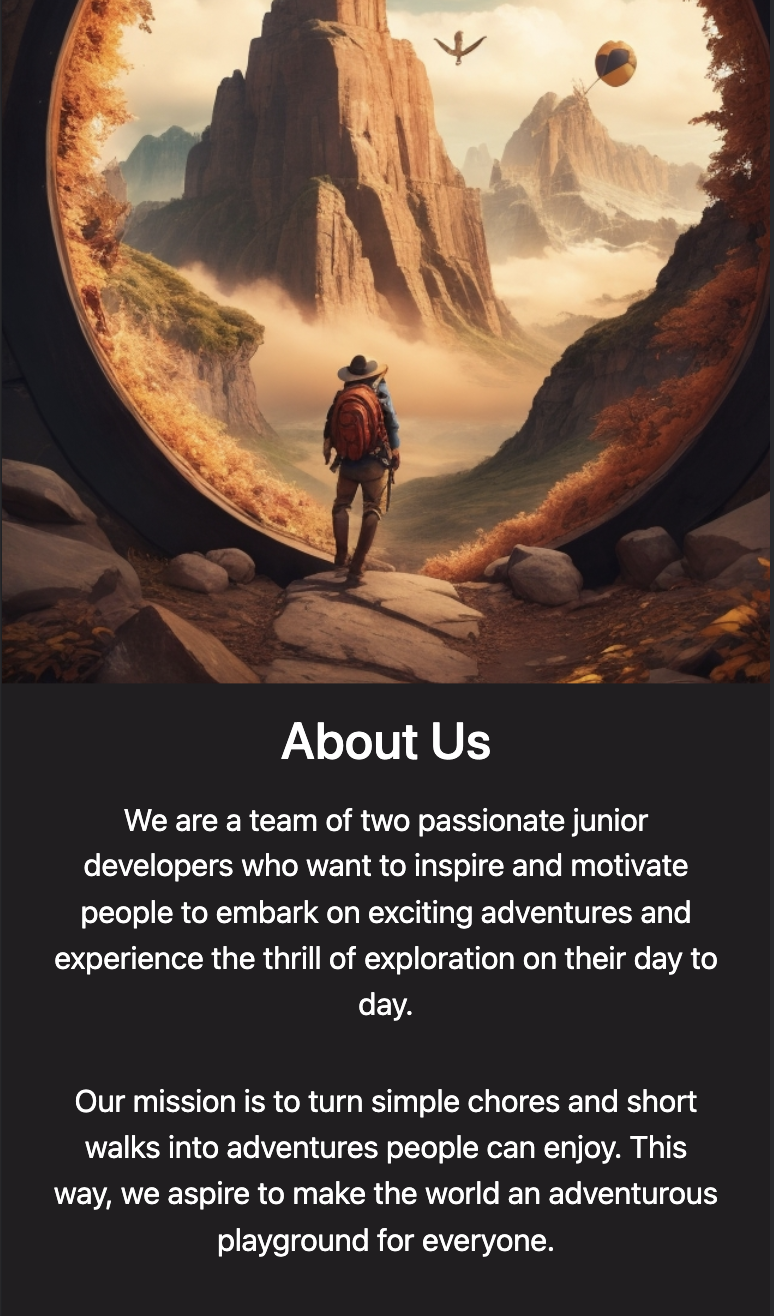 About Us
We are a team of two passionate junior
developers who want to inspire and motivate
people to embark on exciting adventures and
experience the thrill of exploration on their day to
day.
Our mission is to turn simple chores and short
walks into adventures people can enjoy. This
way, we aspire to make the world an adventurous
playground for everyone.